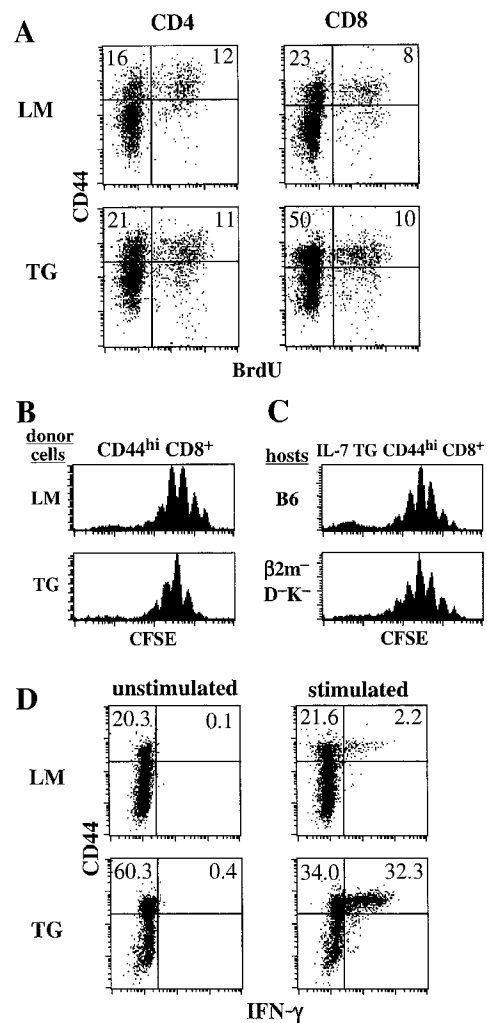 A
CD4 CD8
16 12 23 8
LM
CD44
21 11 50 10
TG
BrdU
B C
donor cells CD44hi CD8+ hosts IL-7 TG CD44hi CD8+
LM B6
TG β2m- D-K-
CFSE CFSE
D
unstimulated stimulated
20.3 0.1 21.6 2.2
LM
CD44
60.3 0.4 34.0 32.3
TG
IFN-γ